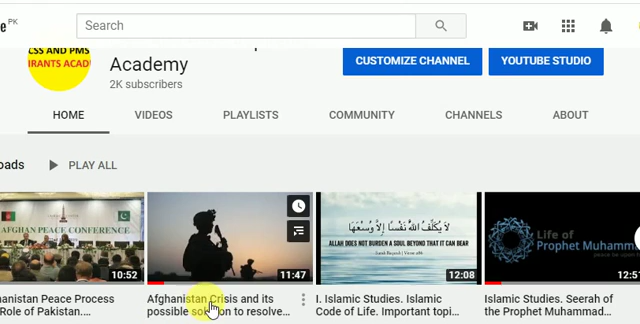 e PK
Search
CSS AND PMS
IRANTS ACAD
Academy
2K subscribers
CUSTOMIZE CHANNEL
YOUTUBE STUDIO
HOME
VIDEOS
PLAYLISTS
COMMUNITY
CHANNELS
ABOUT
oads
PLAY ALL
AFGHAN PEACE CONFERENCE
10:52
11:47
لَا يُكَلِّفُ اللَّهُ نَفْسًا إِلَّا وُسْعَهَا
ALLAH DOES NOT BURDEN A SOUL BEYOND THAT IT CAN BEAR
12:08
Life of
Prophet Muhamm
12:51
hanistan Peace Process
Role of Pakistan....
Afghanistan Crisis and its
possible solution to resolve...
I. Islamic Studies. Islamic
Code of Life. Important topi...
Islamic Studies. Seerah of
the Prophet Muhammad...